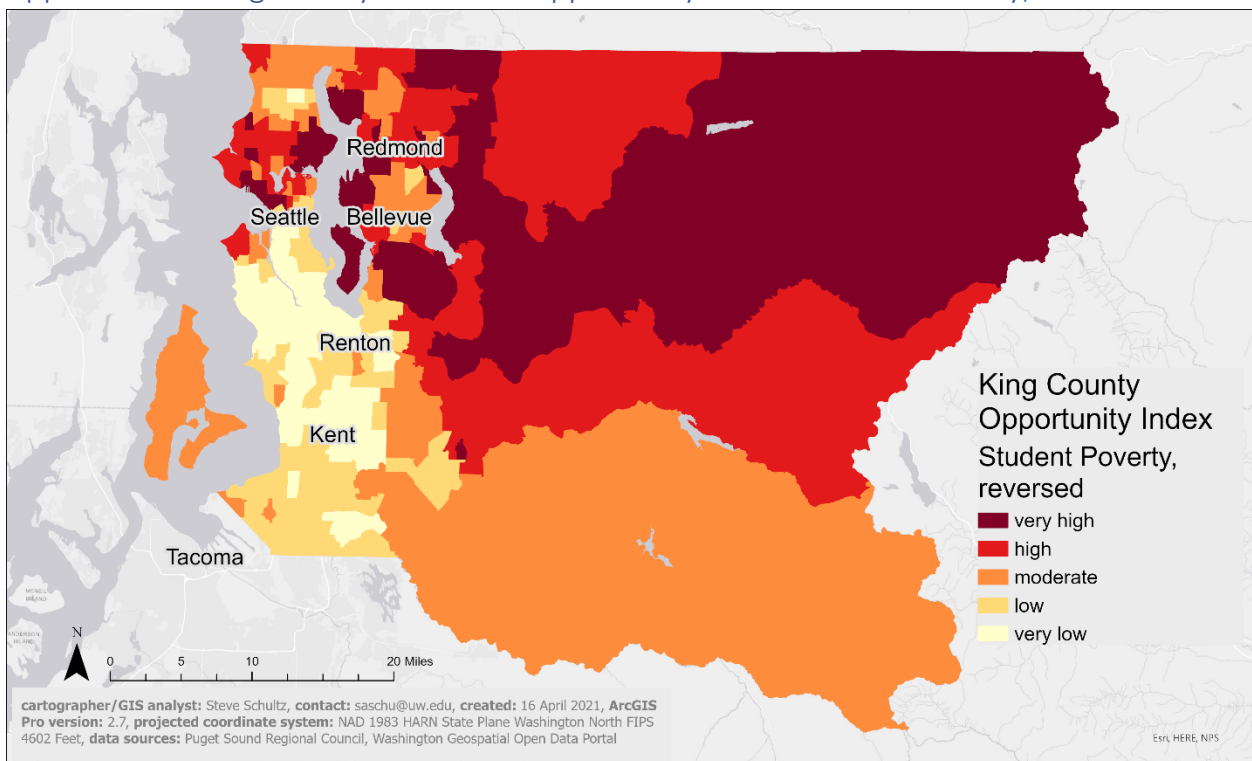 Redmond
Seattle
Bellevue
Renton
Kent
Tacoma
King County
Opportunity Index
Student Poverty,
reversed
very high
high
moderate
low
very low
N
0 5 10 20 Miles
cartographer/GIS analyst: Steve Schultz, contact: saschu@uw.edu, created: 16 April 2021, ArcGIS
Pro version: 2.7, projected coordinate system: NAD 1983 HARN State Plane Washington North FIPS
4602 Feet, data sources: Puget Sound Regional Council, Washington Geospatial Open Data Portal
Esri, HERE, NPS